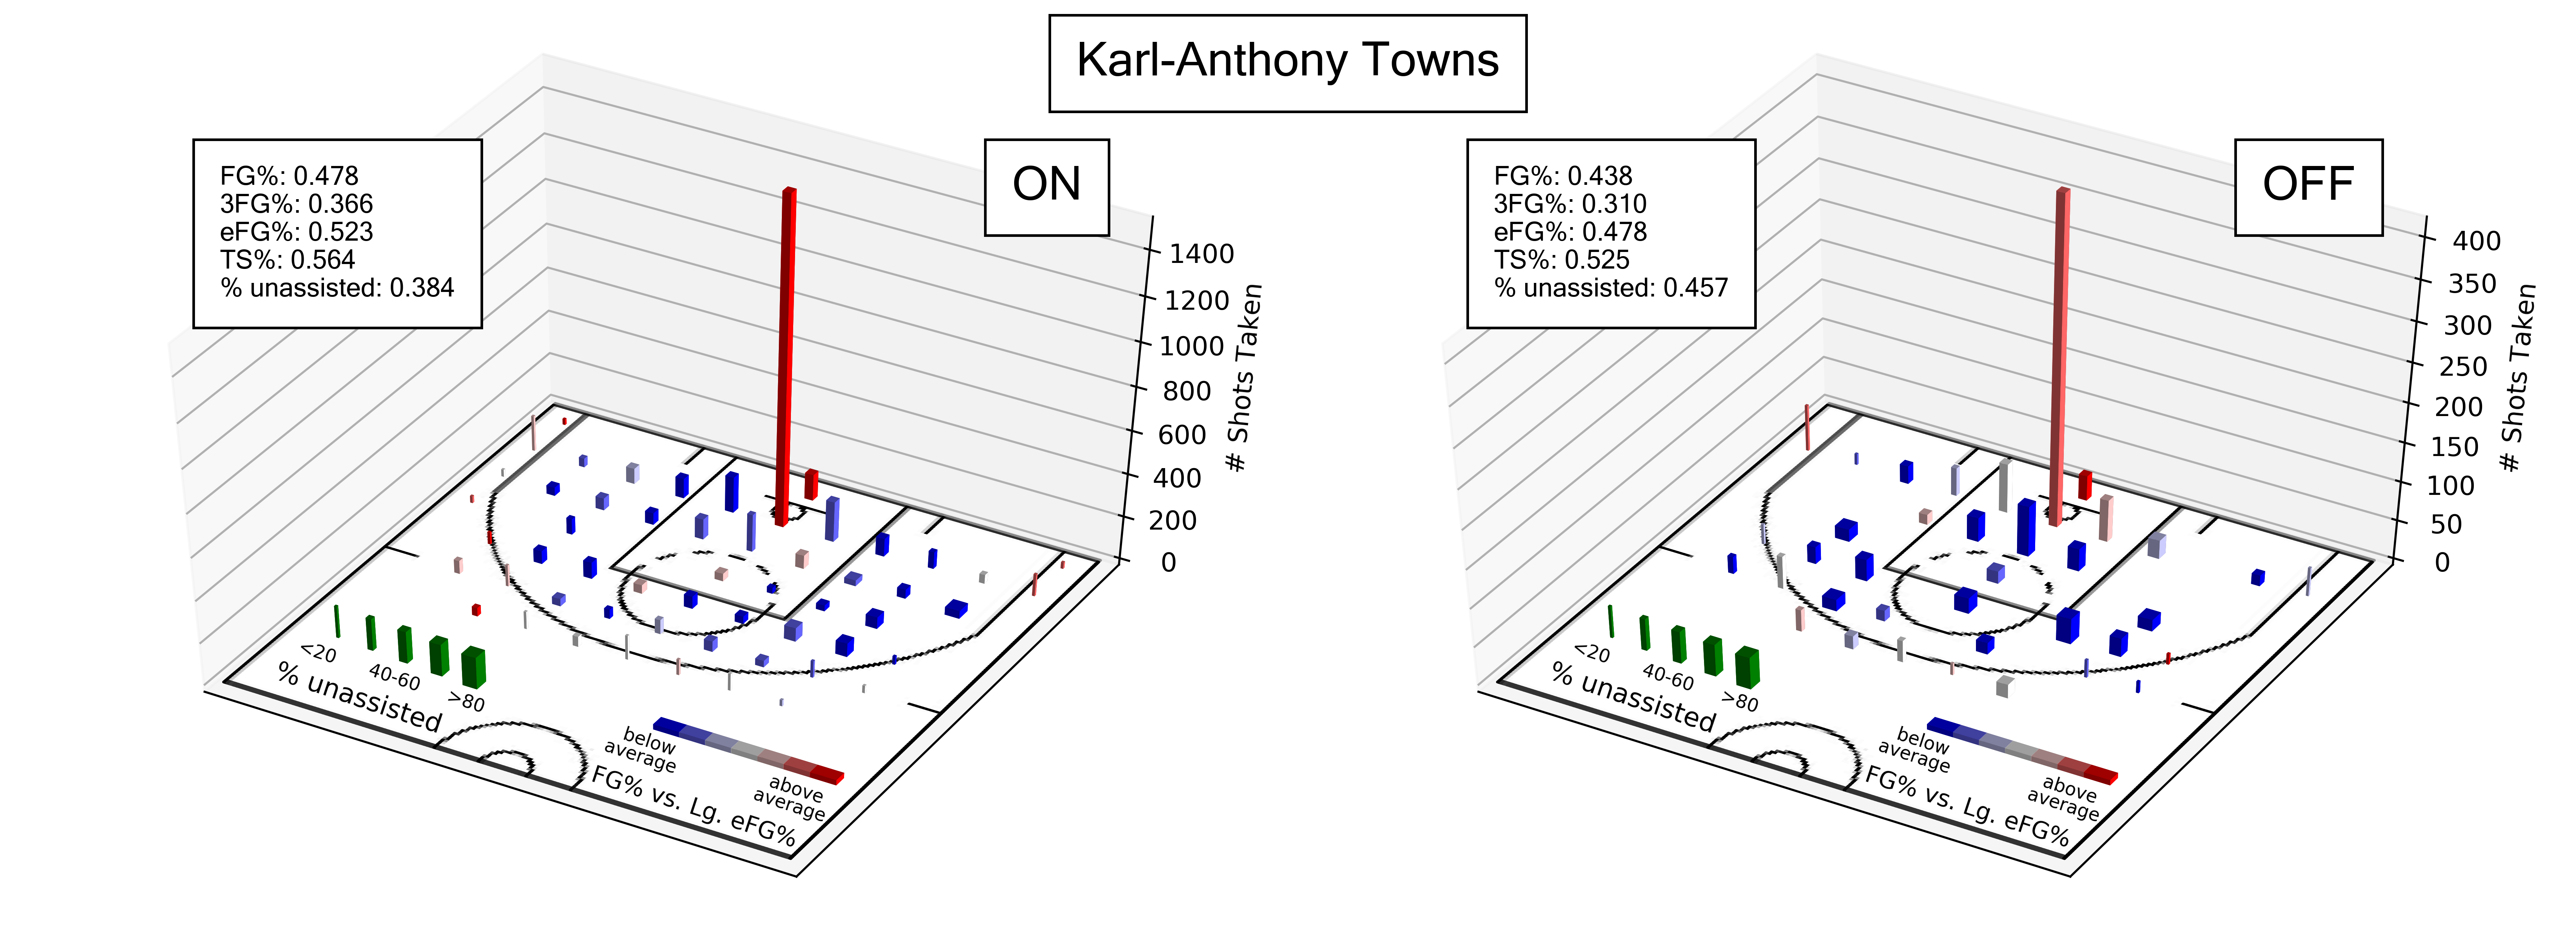 Karl-Anthony Towns
ON
FG%: 0.478
3FG%: 0.366
eFG%: 0.523
TS%: 0.564
% unassisted: 0.384
1400
1200
1000
800
600
400
200
0
# Shots Taken
<20
40-60
>80
% unassisted
below
average
above
average
FG% vs. Lg. eFG%
OFF
FG%: 0.438
3FG%: 0.310
eFG%: 0.478
TS%: 0.525
% unassisted: 0.457
400
350
300
250
200
150
100
50
0
# Shots Taken
<20
40-60
>80
% unassisted
below
average
above
average
FG% vs. Lg. eFG%